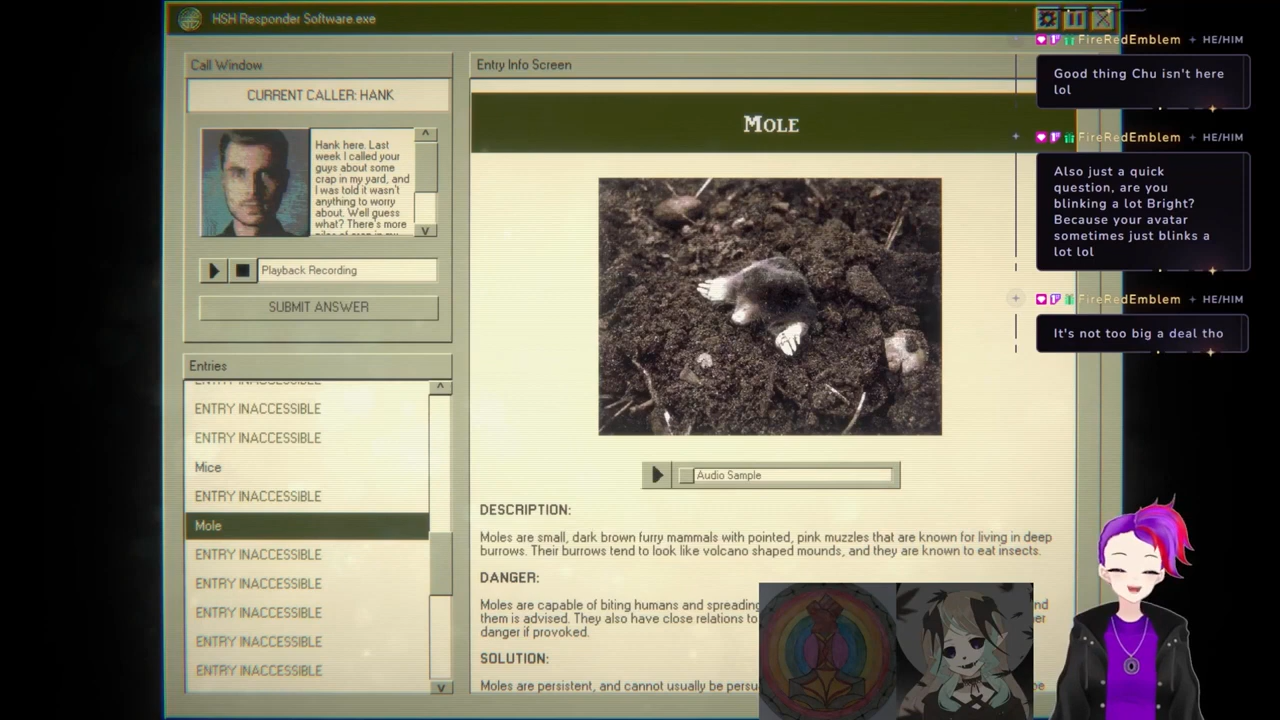 HSH Responder Software.exe
Call Window
CURRENT CALLER: HANK
Hank here. Last
week I called your
guys about some
crap in my yard, and
I was told it wasn't
anything to worry
about. Well guess
what? There's more
Playback Recording
SUBMIT ANSWER
Entries
ENTRY INACCESSIBLE
ENTRY INACCESSIBLE
ENTRY INACCESSIBLE
Mice
ENTRY INACCESSIBLE
Mole
ENTRY INACCESSIBLE
ENTRY INACCESSIBLE
ENTRY INACCESSIBLE
ENTRY INACCESSIBLE
ENTRY INACCESSIBLE
Entry Info Screen
MOLE
Audio Sample
DESCRIPTION:
Moles are small, dark brown furry mammals with pointed, pink muzzles that are known for living in deep
burrows. Their burrows tend to look like volcano shaped mounds, and they are known to eat insects.
DANGER:
Moles are capable of biting humans and spreading
them is advised. They also have close relations to
danger if provoked.
SOLUTION:
Moles are persistent, and cannot usually be
FireRedEmblem + HE/HIM
Good thing Chu isn't here
lol
FireRedEmblem + HE/HIM
Also just a quick
question, are you
blinking a lot Bright?
Because your avatar
sometimes just blinks a
lot lol
FireRedEmblem + HE/HIM
It's not too big a deal tho